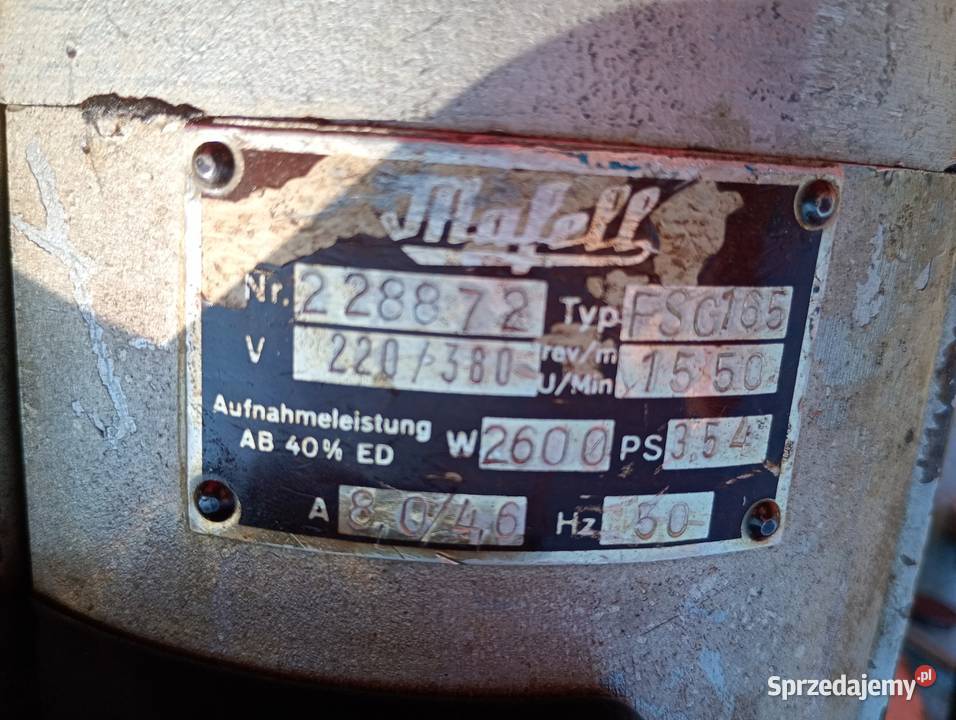 Mafell
Nr. 228872 Typ FSG165
V 220/380 rev/m
U/Min 1550
Aufnahmeleistung
AB 40% ED W 2600 PS 3,54
A 8,0/4,6 Hz 50
Sprzedajemy.pl